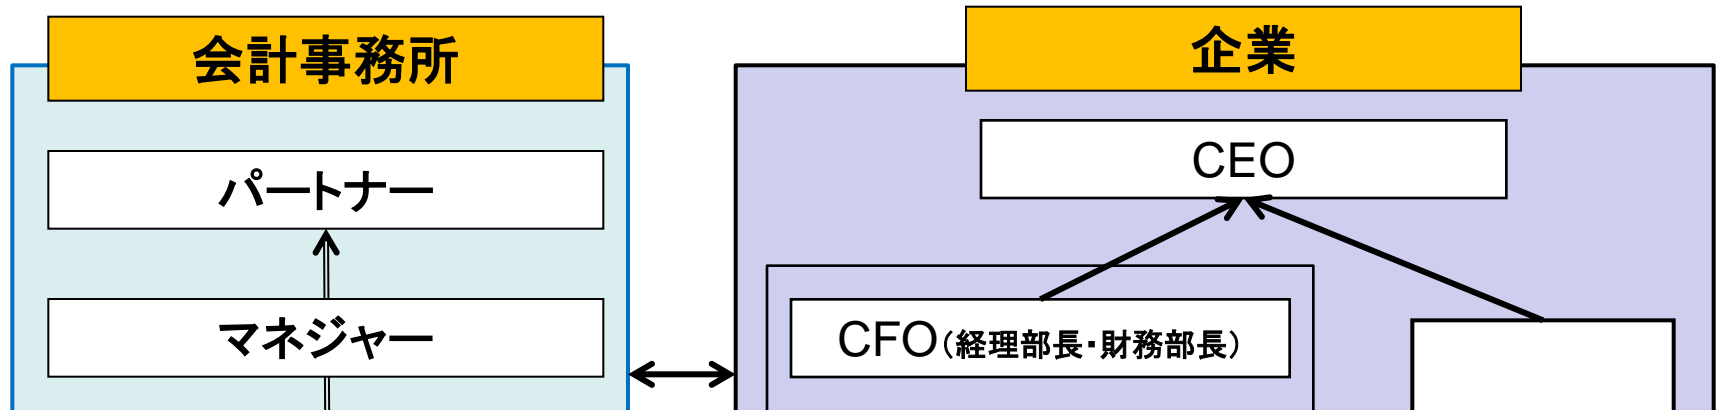 会計事務所
パートナー
マネジャー
企業
CEO
CFO(経理部長・財務部長)